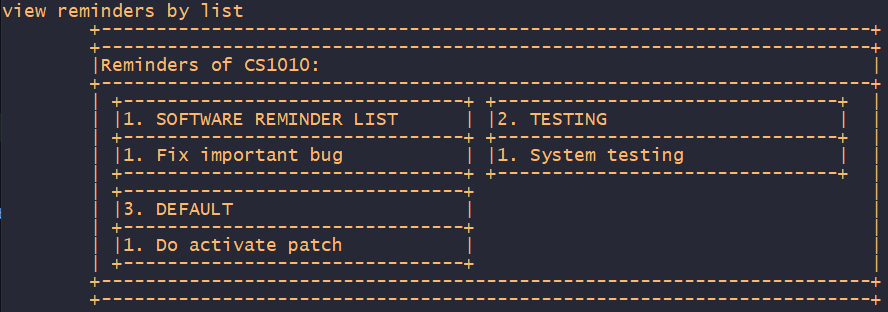 view reminders by list
Reminders of CS1010:
1. SOFTWARE REMINDER LIST
1. Fix important bug
2. TESTING
1. System testing
3. DEFAULT
1. Do activate patch